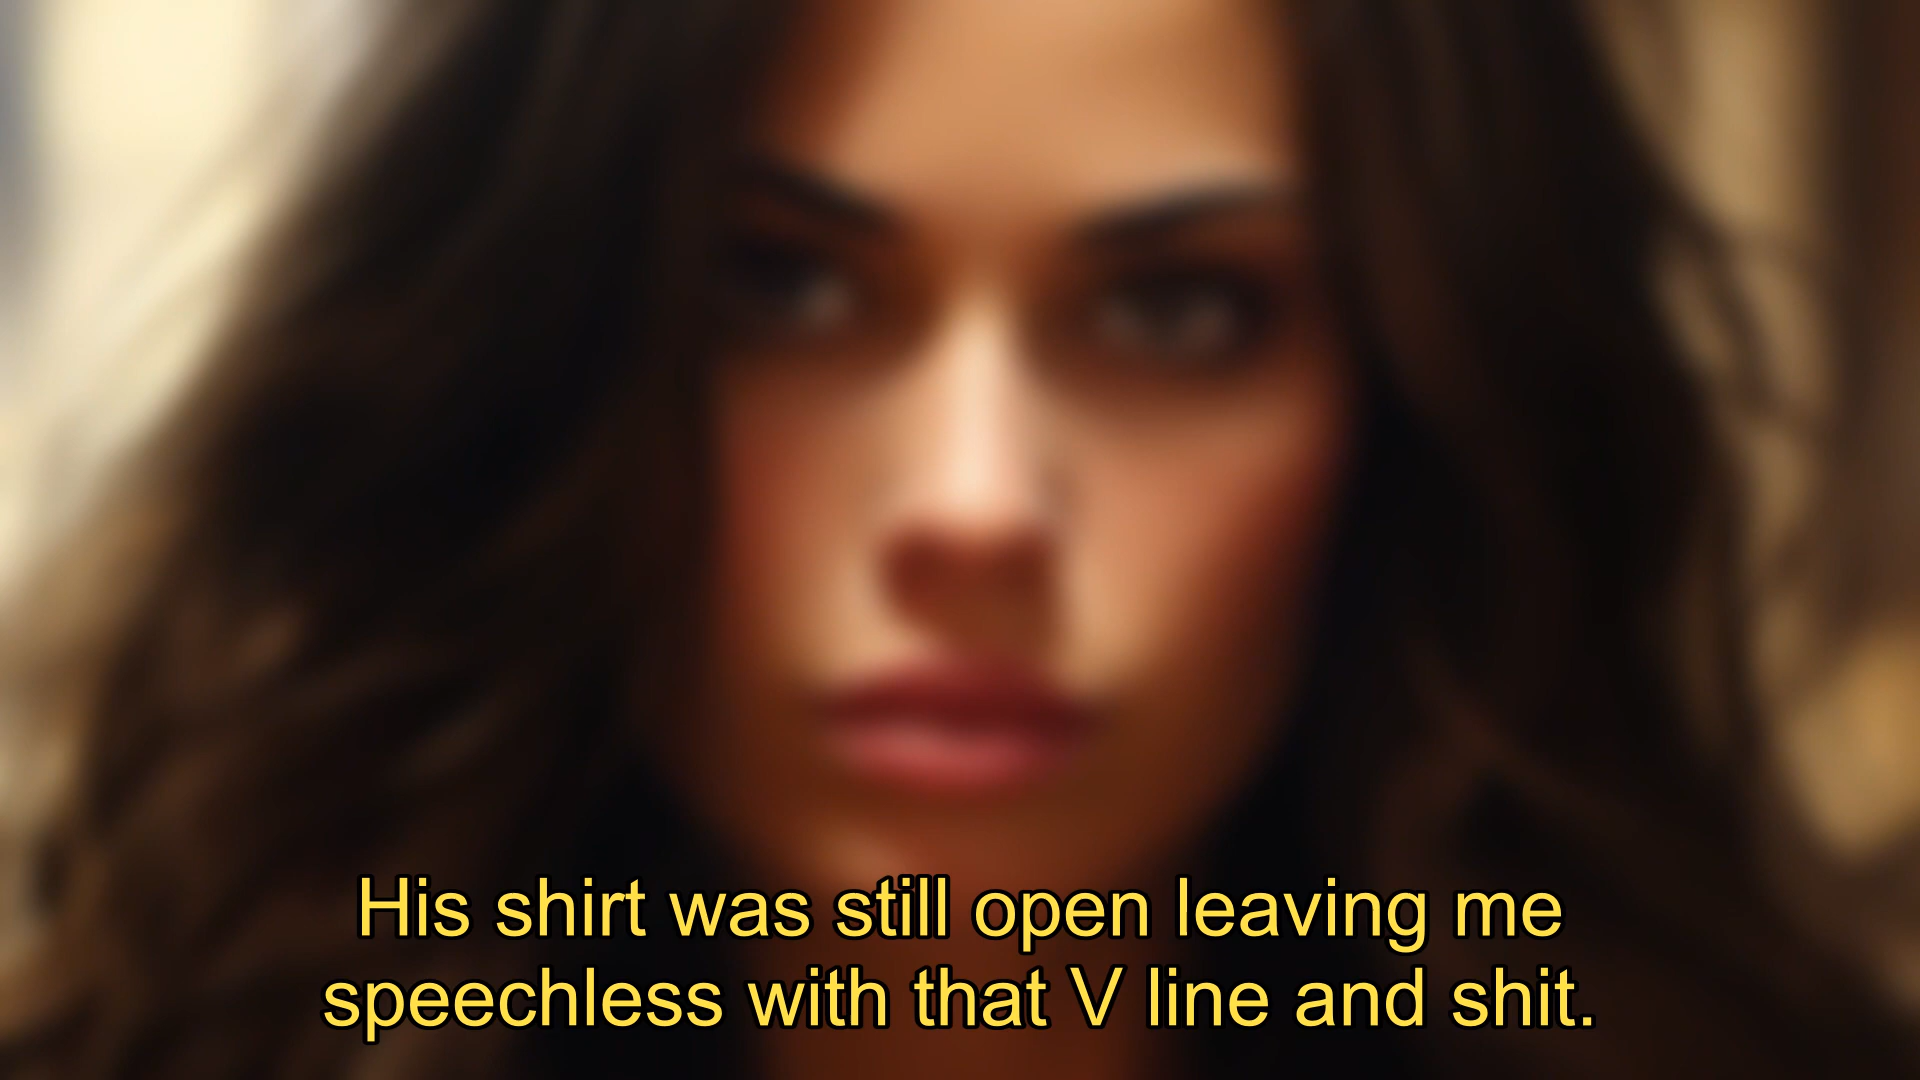 His shirt was still open leaving me
speechless with that V line and shit.